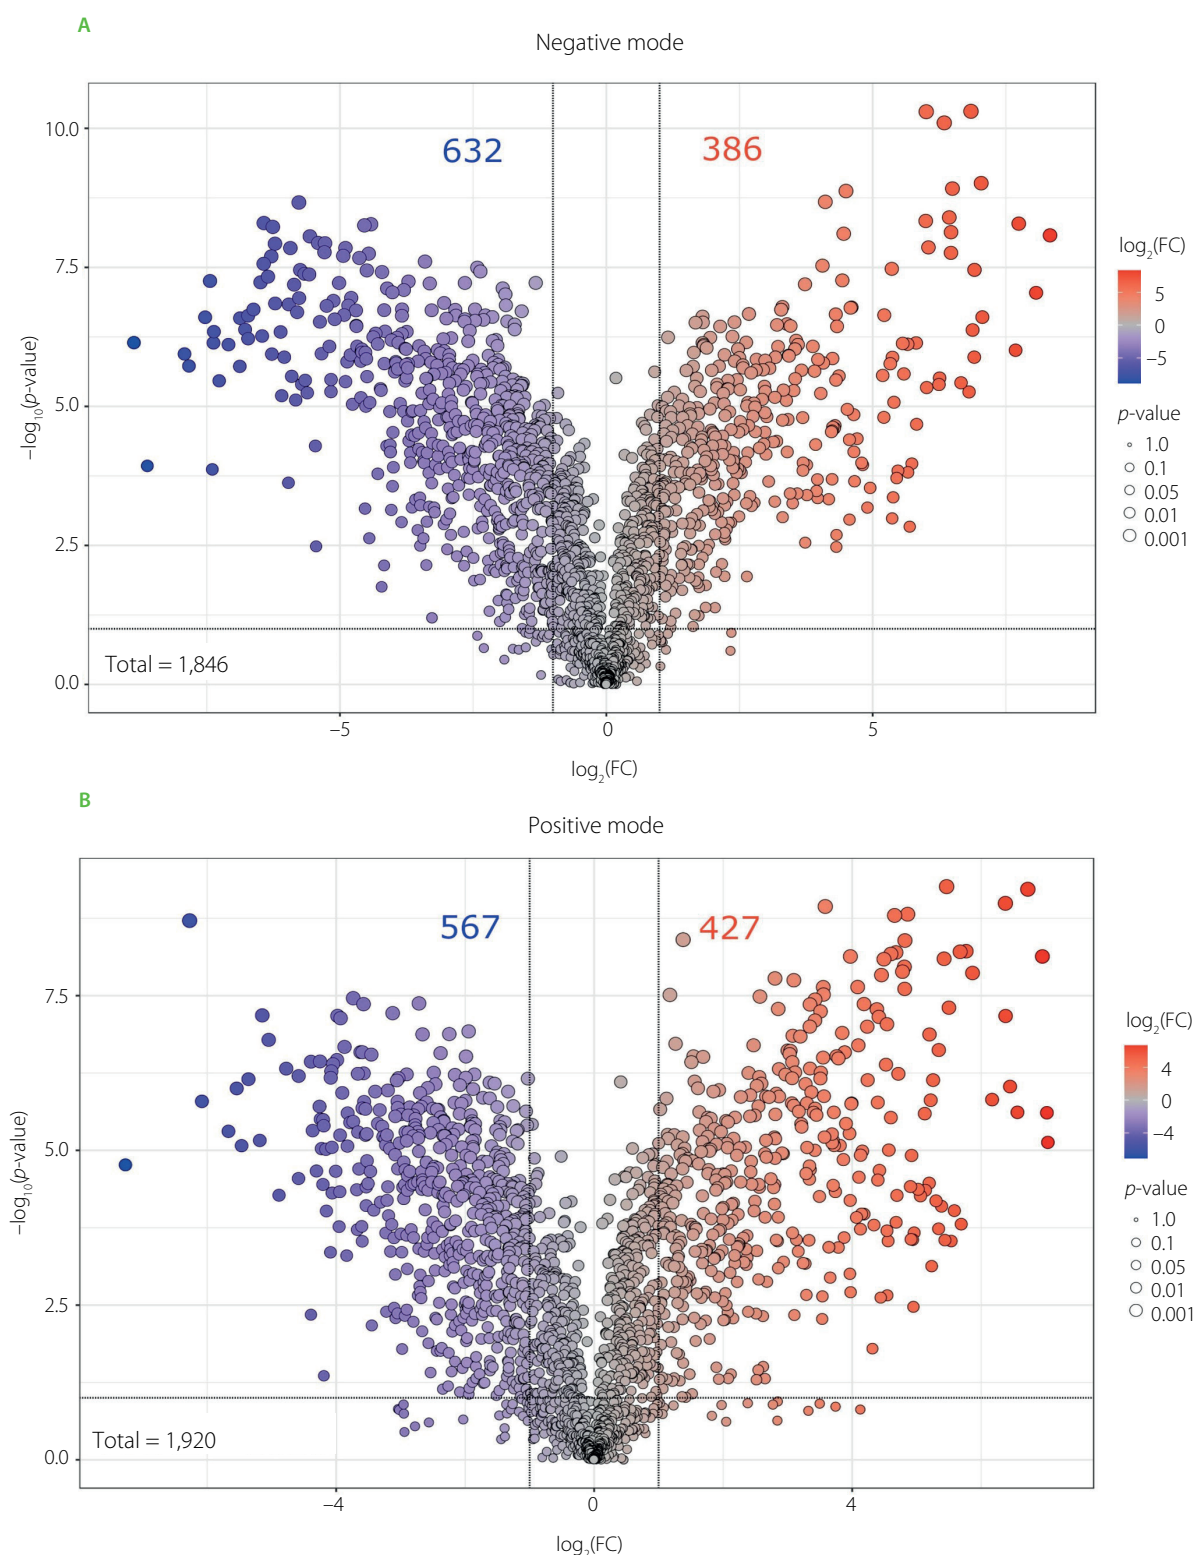 A
Negative mode
632
386
10.0
7.5
5.0
2.5
0.0
−log10(p-value)
Total = 1,846
−5
0
5
log2(FC)
log2(FC)
5
0
−5
p-value
1.0
0.1
0.05
0.01
0.001
B
Positive mode
567
427
7.5
5.0
2.5
0.0
−log10(p-value)
Total = 1,920
−4
0
4
log2(FC)
log2(FC)
4
0
−4
p-value
1.0
0.1
0.05
0.01
0.001